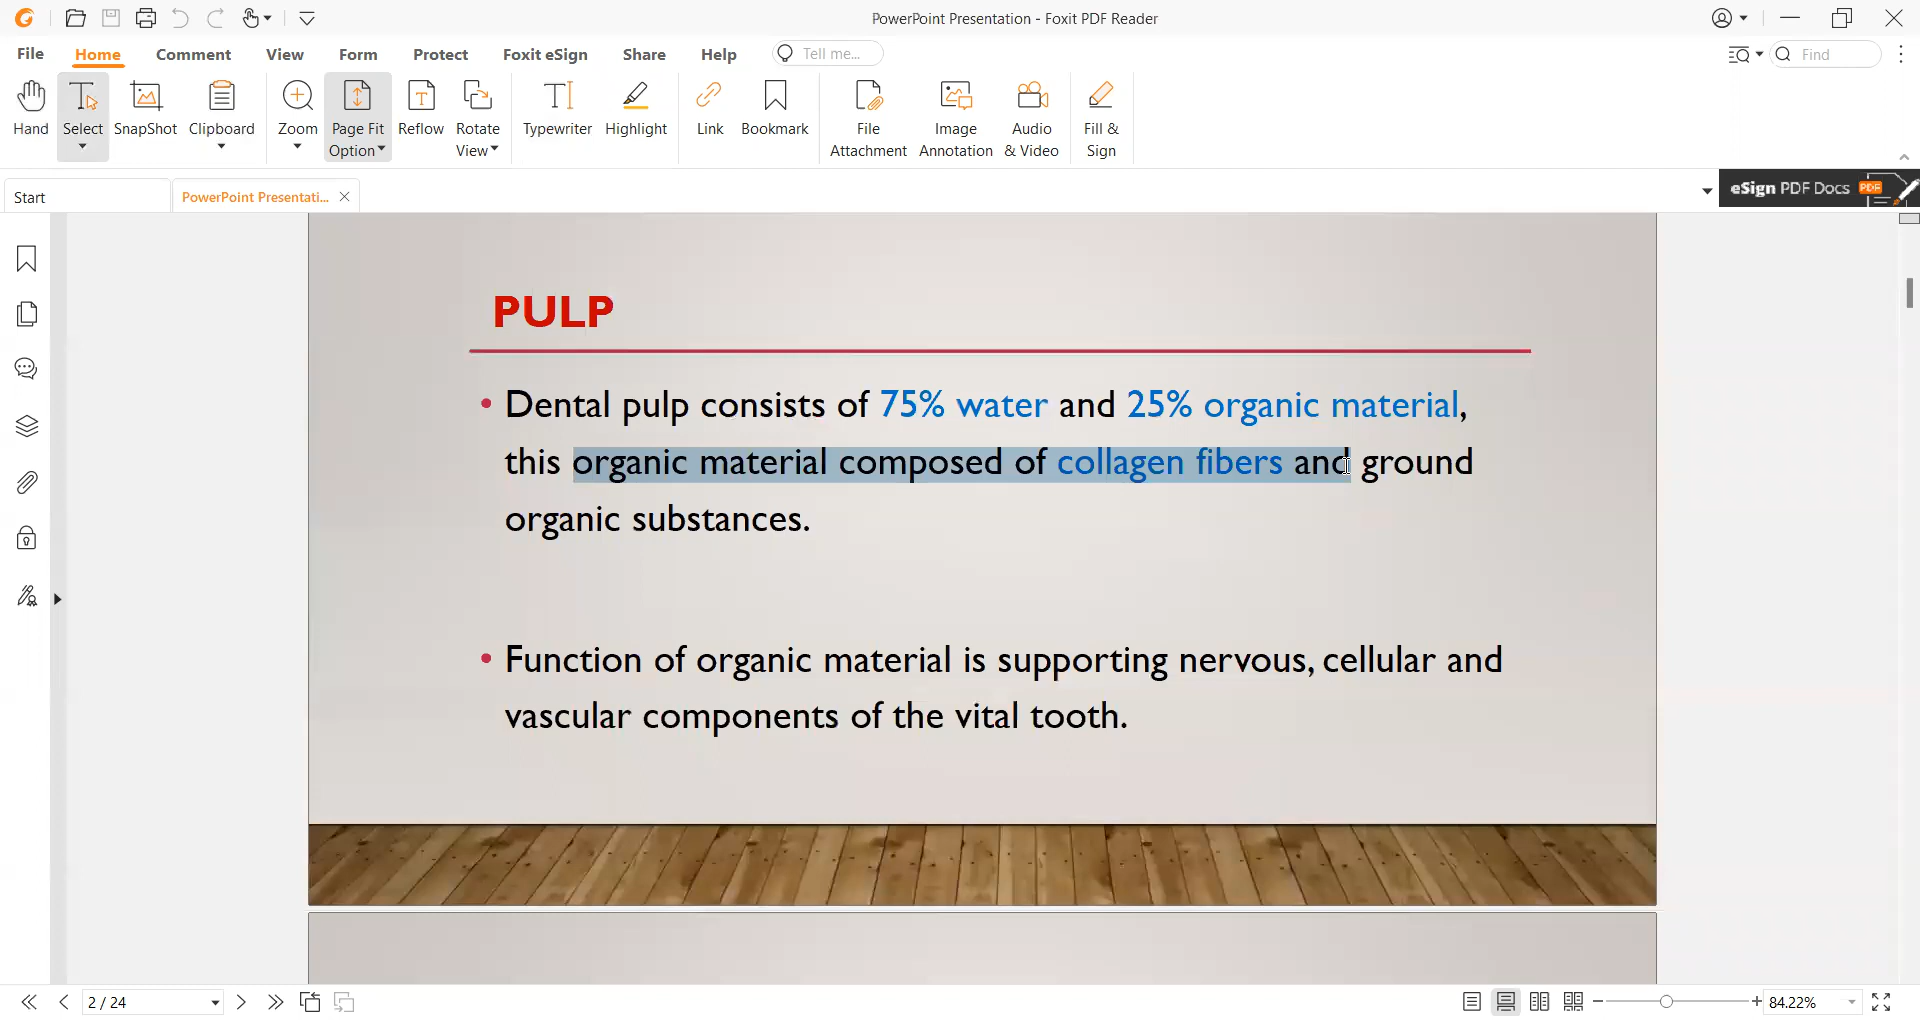 PowerPoint Presentation - Foxit PDF Reader
File Home Comment View Form Protect Foxit eSign Share Help Tell me... Find
Hand Select SnapShot Clipboard Zoom Page Fit Option Reflow Rotate View Typewriter Highlight Link Bookmark File Attachment Image Annotation Audio & Video Fill & Sign
Start PowerPoint Presentati... eSign PDF Docs PDF
PULP
• Dental pulp consists of 75% water and 25% organic material,
this organic material composed of collagen fibers and ground
organic substances.
• Function of organic material is supporting nervous, cellular and
vascular components of the vital tooth.
2 / 24 84.22%